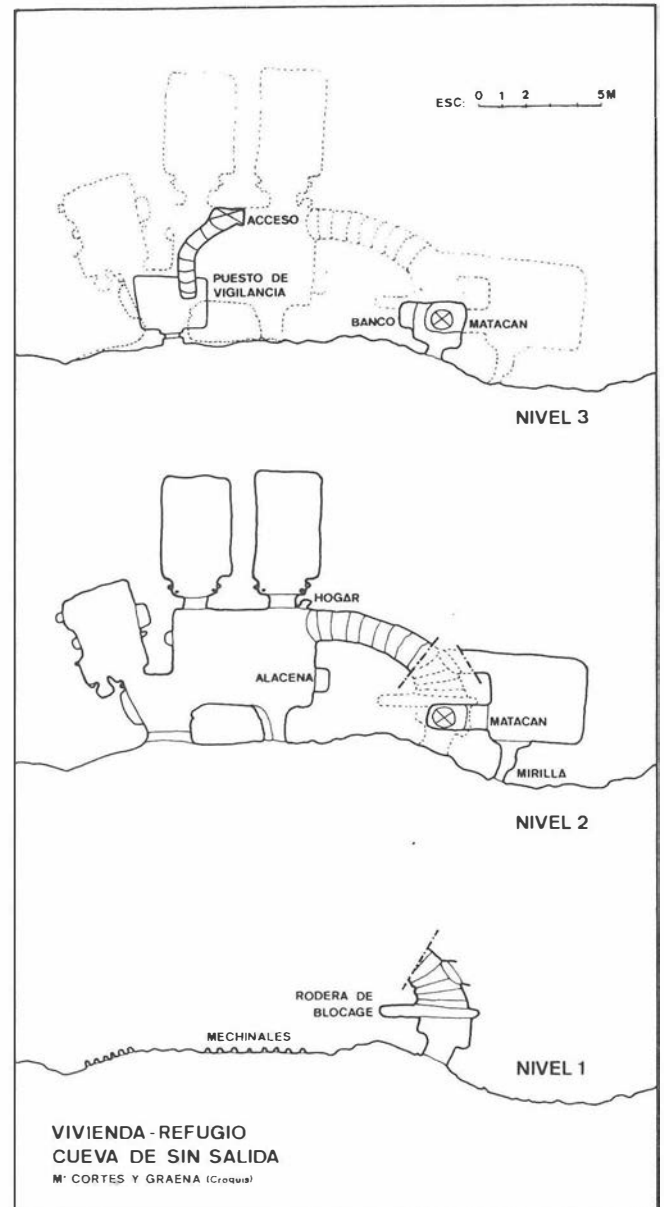 ESC: 0 1 2 5M
ACCESO
PUESTO DE
VIGILANCIA
BANCO
MATACAN
NIVEL 3
HOGAR
ALACENA
MATACAN
MIRILLA
NIVEL 2
RODERA DE
BLOCAGE
MECHINALES
NIVEL 1
VIVIENDA-REFUGIO
CUEVA DE SIN SALIDA
Mº CORTES Y GRAENA (Croquis)